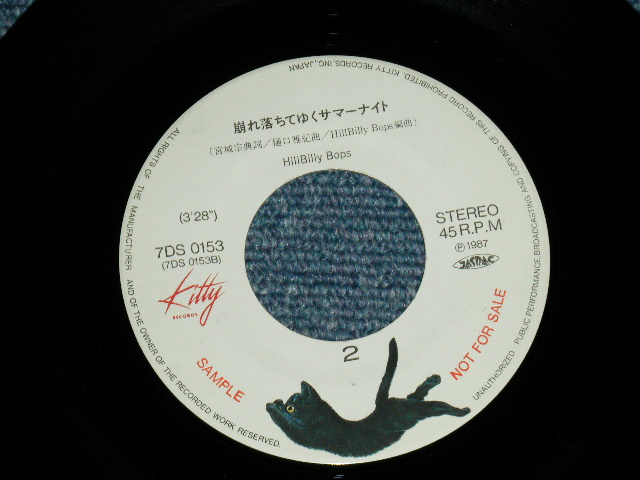 崩れ落ちてゆくサマーナイト
(宮城宗典詞/樋口雅紀曲/HillBilly Bops編曲)
HillBilly Bops
(3'28")
7DS 0153
(7DS 0153B)
Kitty
RECORDS
STEREO
45 R.P.M
Ⓟ1987
JASRAC
2
SAMPLE
NOT FOR SALE
ALL RIGHTS OF THE MANUFACTURER AND OF THE OWNER OF THE RECORDED WORK RESERVED. UNAUTHORIZED PUBLIC PERFORMANCE BROADCASTING AND COPYING OF THIS RECORD PROHIBITED. KITTY RECORDS, INC., JAPAN